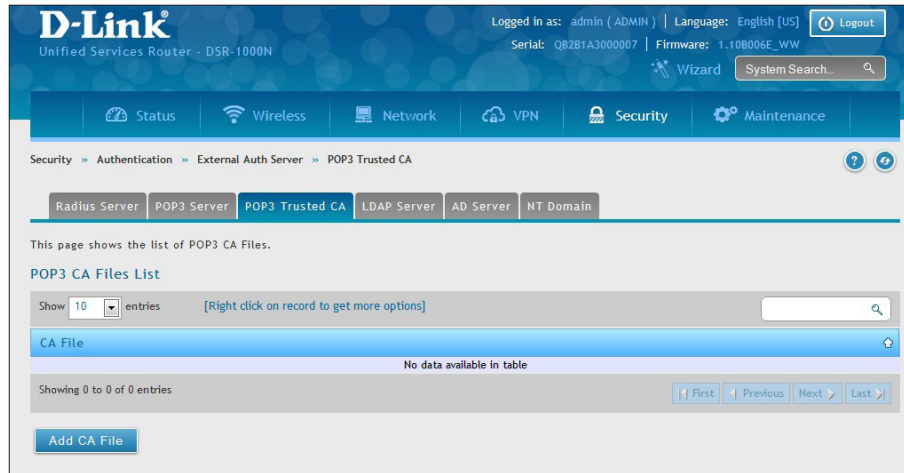 D-Link®
Unified Services Router - DSR-1000N
Logged in as: admin ( ADMIN ) | Language: English [US]
Logout
Serial: QB2B1A3000007 | Firmware: 1.10B006E_WW
Wizard
System Search...
Status
Wireless
Network
VPN
Security
Maintenance
Security » Authentication » External Auth Server » POP3 Trusted CA
?
Radius Server
POP3 Server
POP3 Trusted CA
LDAP Server
AD Server
NT Domain
This page shows the list of POP3 CA Files.
POP3 CA Files List
Show 10 entries
[Right click on record to get more options]
CA File
No data available in table
Showing 0 to 0 of 0 entries
First
Previous
Next
Last
Add CA File